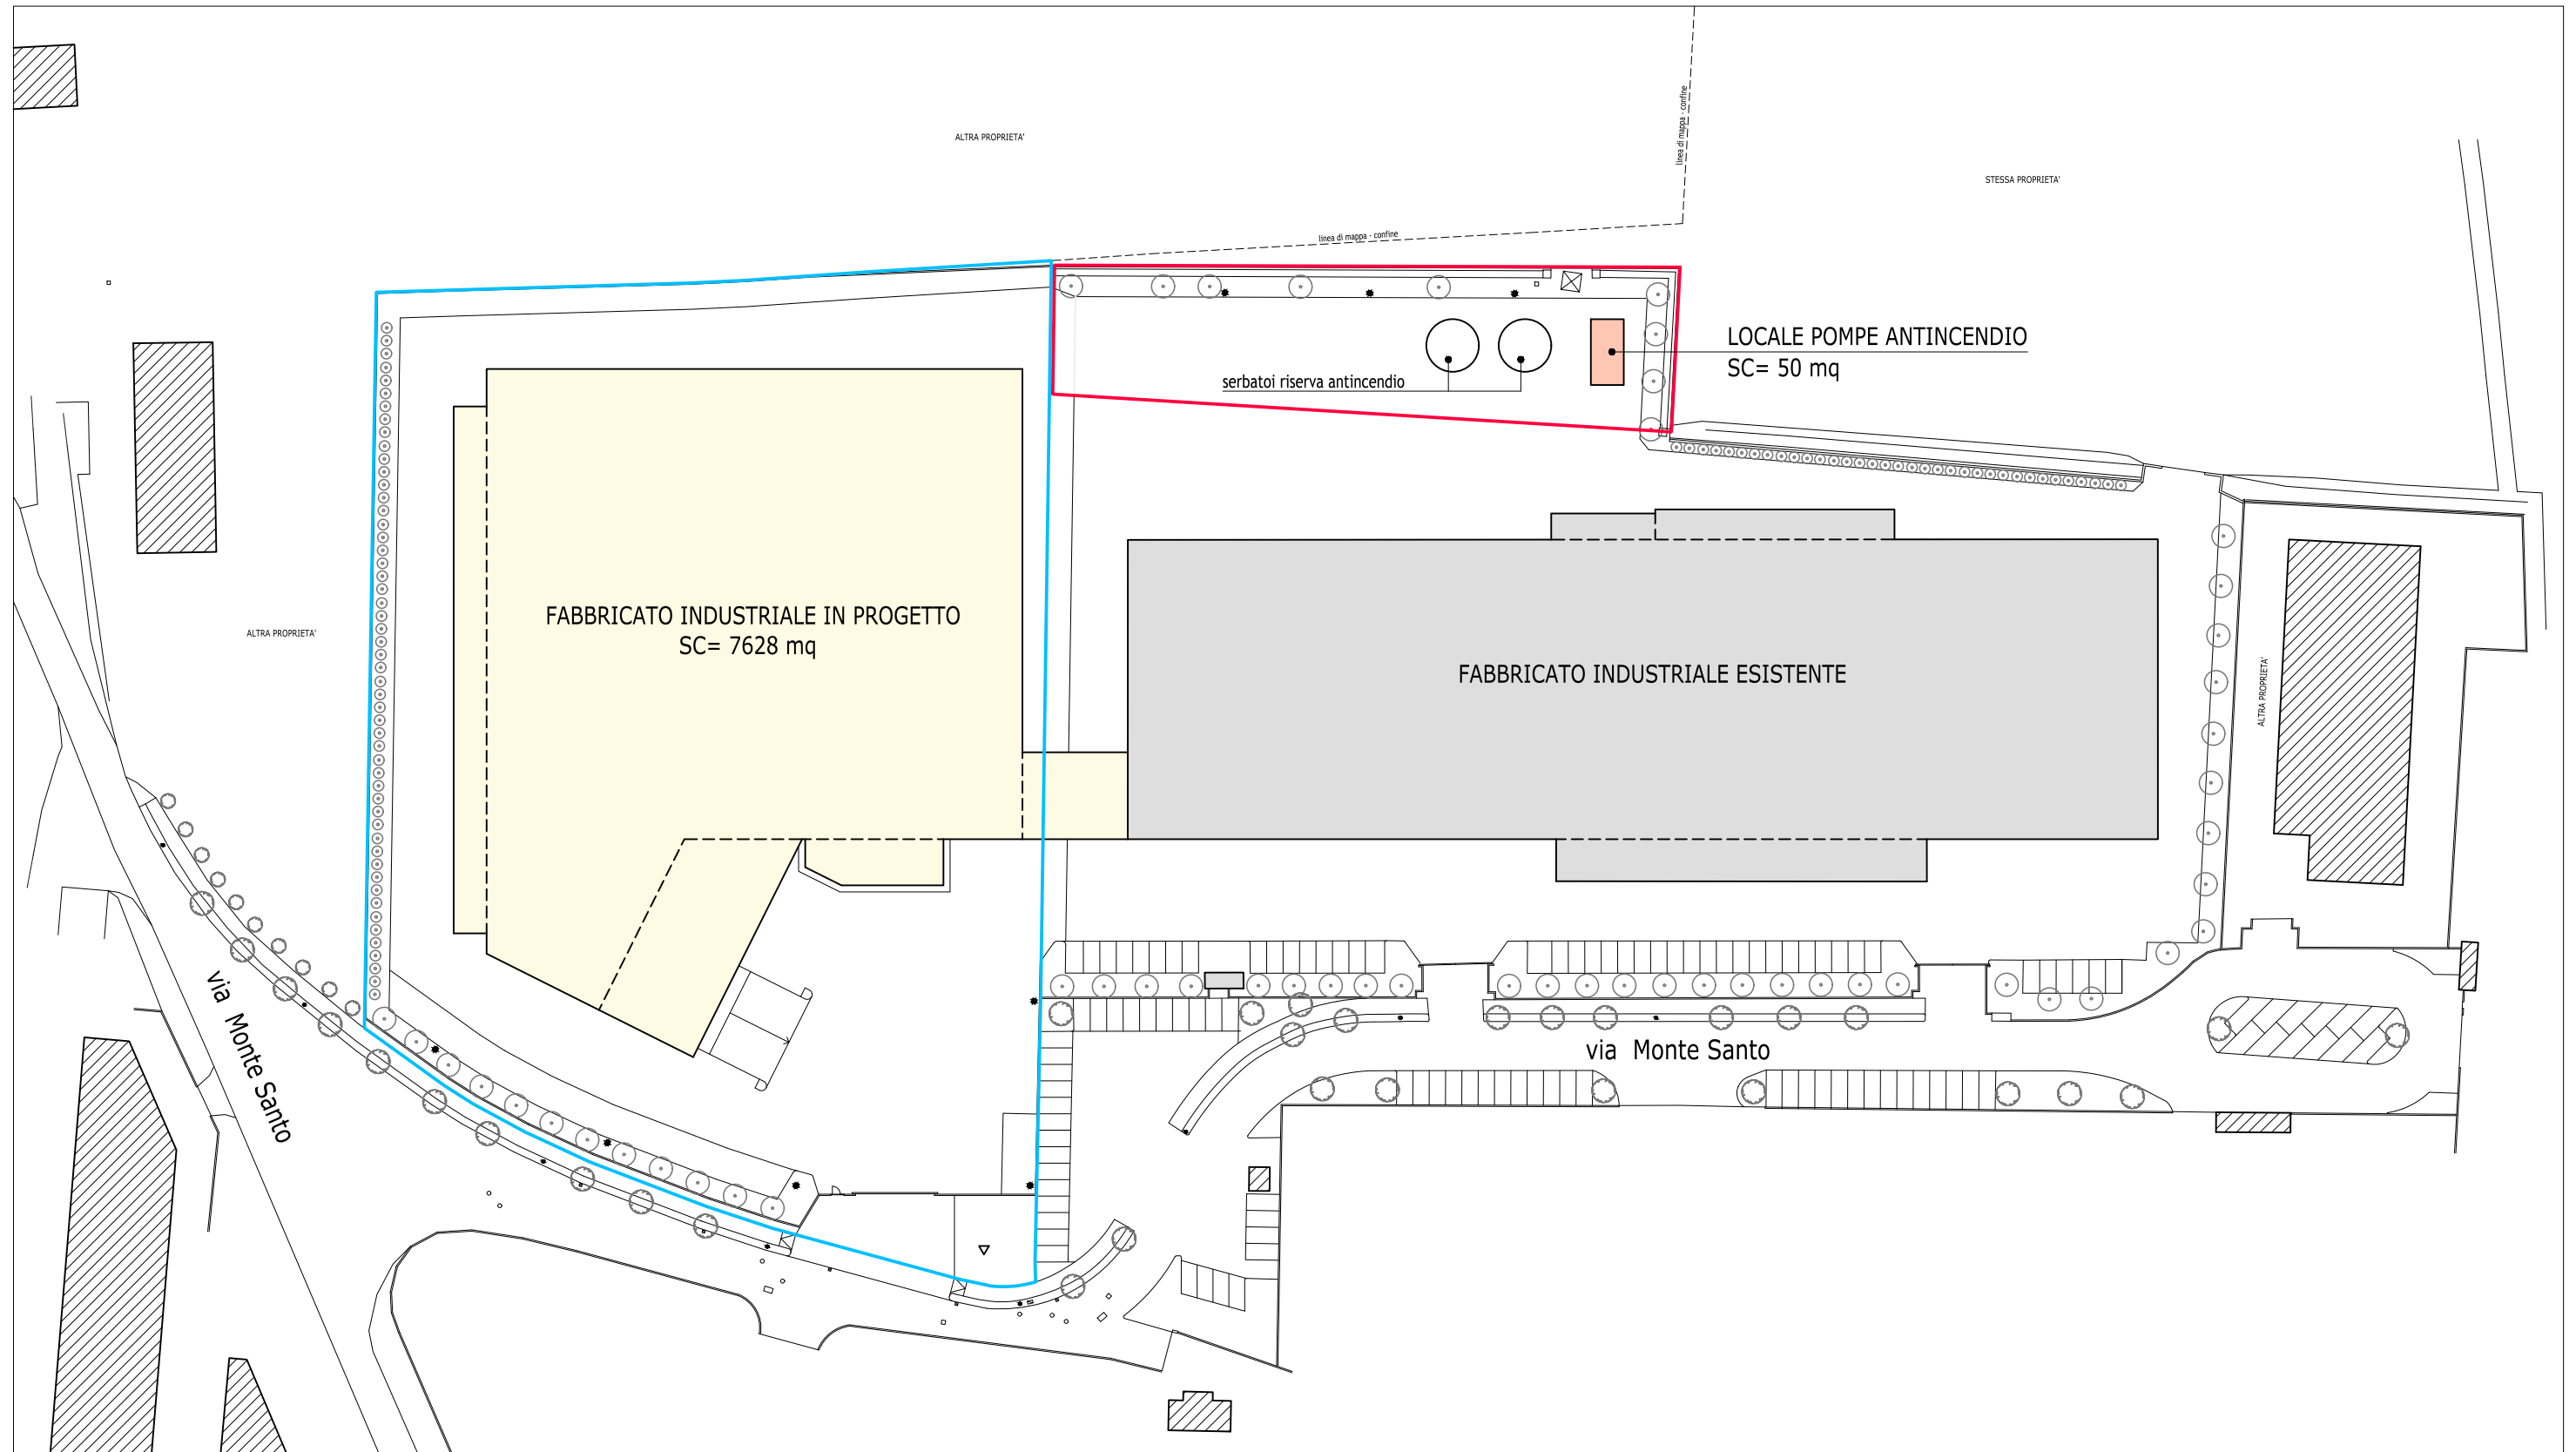 linea di mappa - confine
ALTRA PROPRIETA'
STESSA PROPRIETA'
linea di mappa - confine
LOCALE POMPE ANTINCENDIO
SC= 50 mq
serbatoi riserva antincendio
FABBRICATO INDUSTRIALE IN PROGETTO
SC= 7628 mq
ALTRA PROPRIETA'
FABBRICATO INDUSTRIALE ESISTENTE
ALTRA PROPRIETA'
via Monte Santo
via Monte Santo